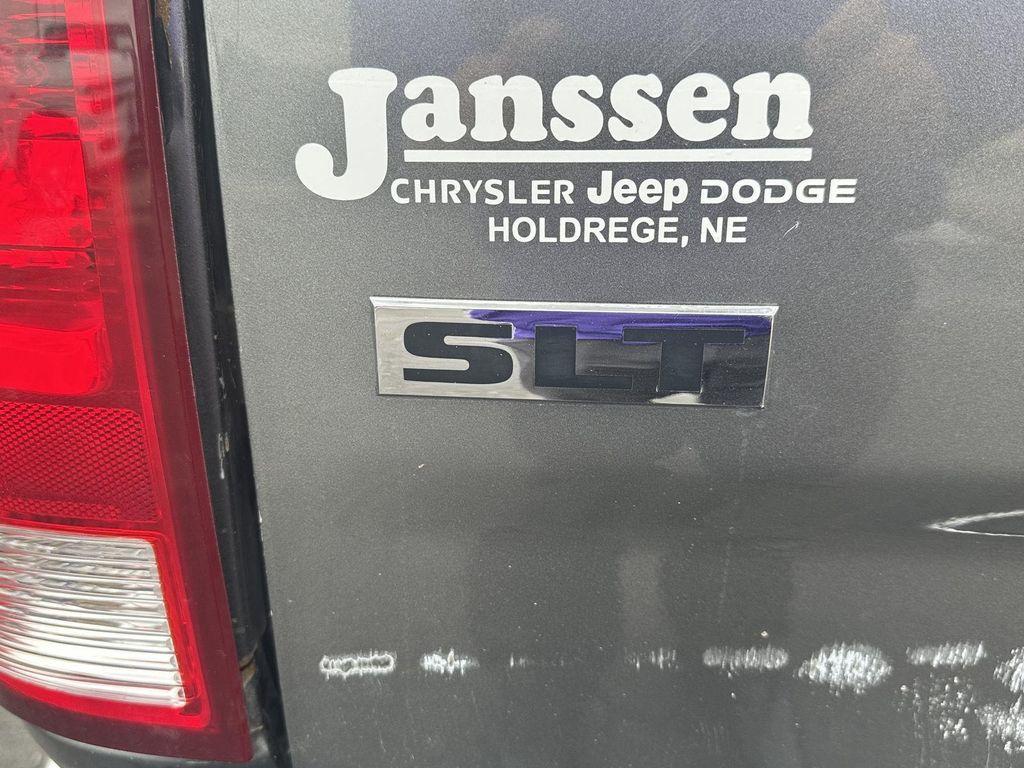 Janssen
CHRYSLER Jeep DODGE
HOLDREGE, NE
SLT